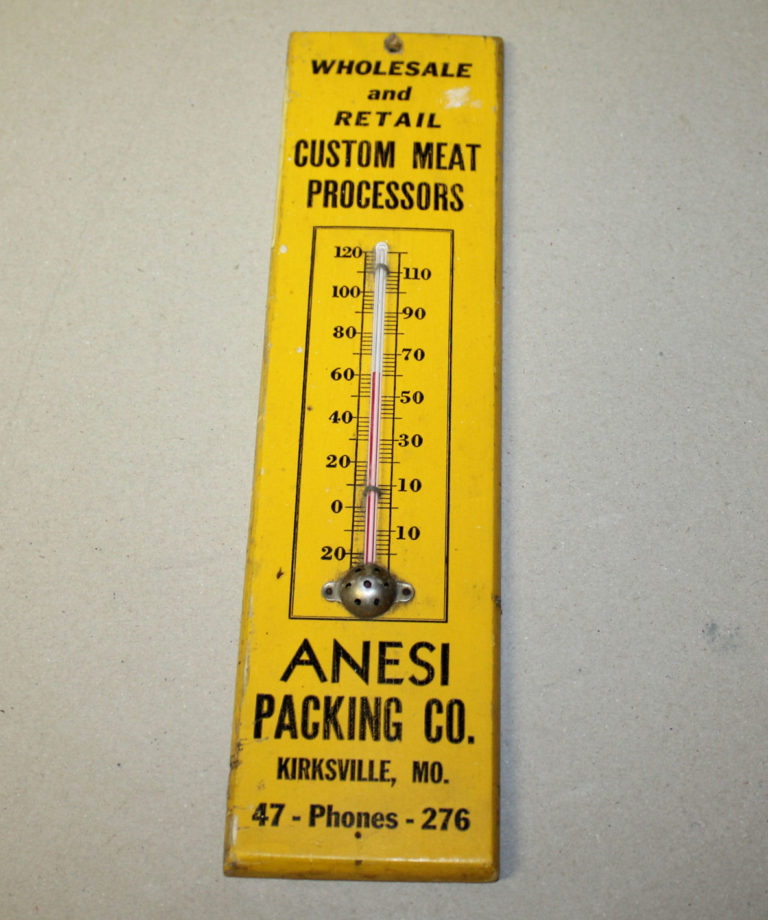 WHOLESALE
and
RETAIL
CUSTOM MEAT
PROCESSORS
120
110
100
90
80
70
60
50
40
30
20
10
0
10
20
ANESI
PACKING CO.
KIRKSVILLE, MO.
47 - Phones - 276